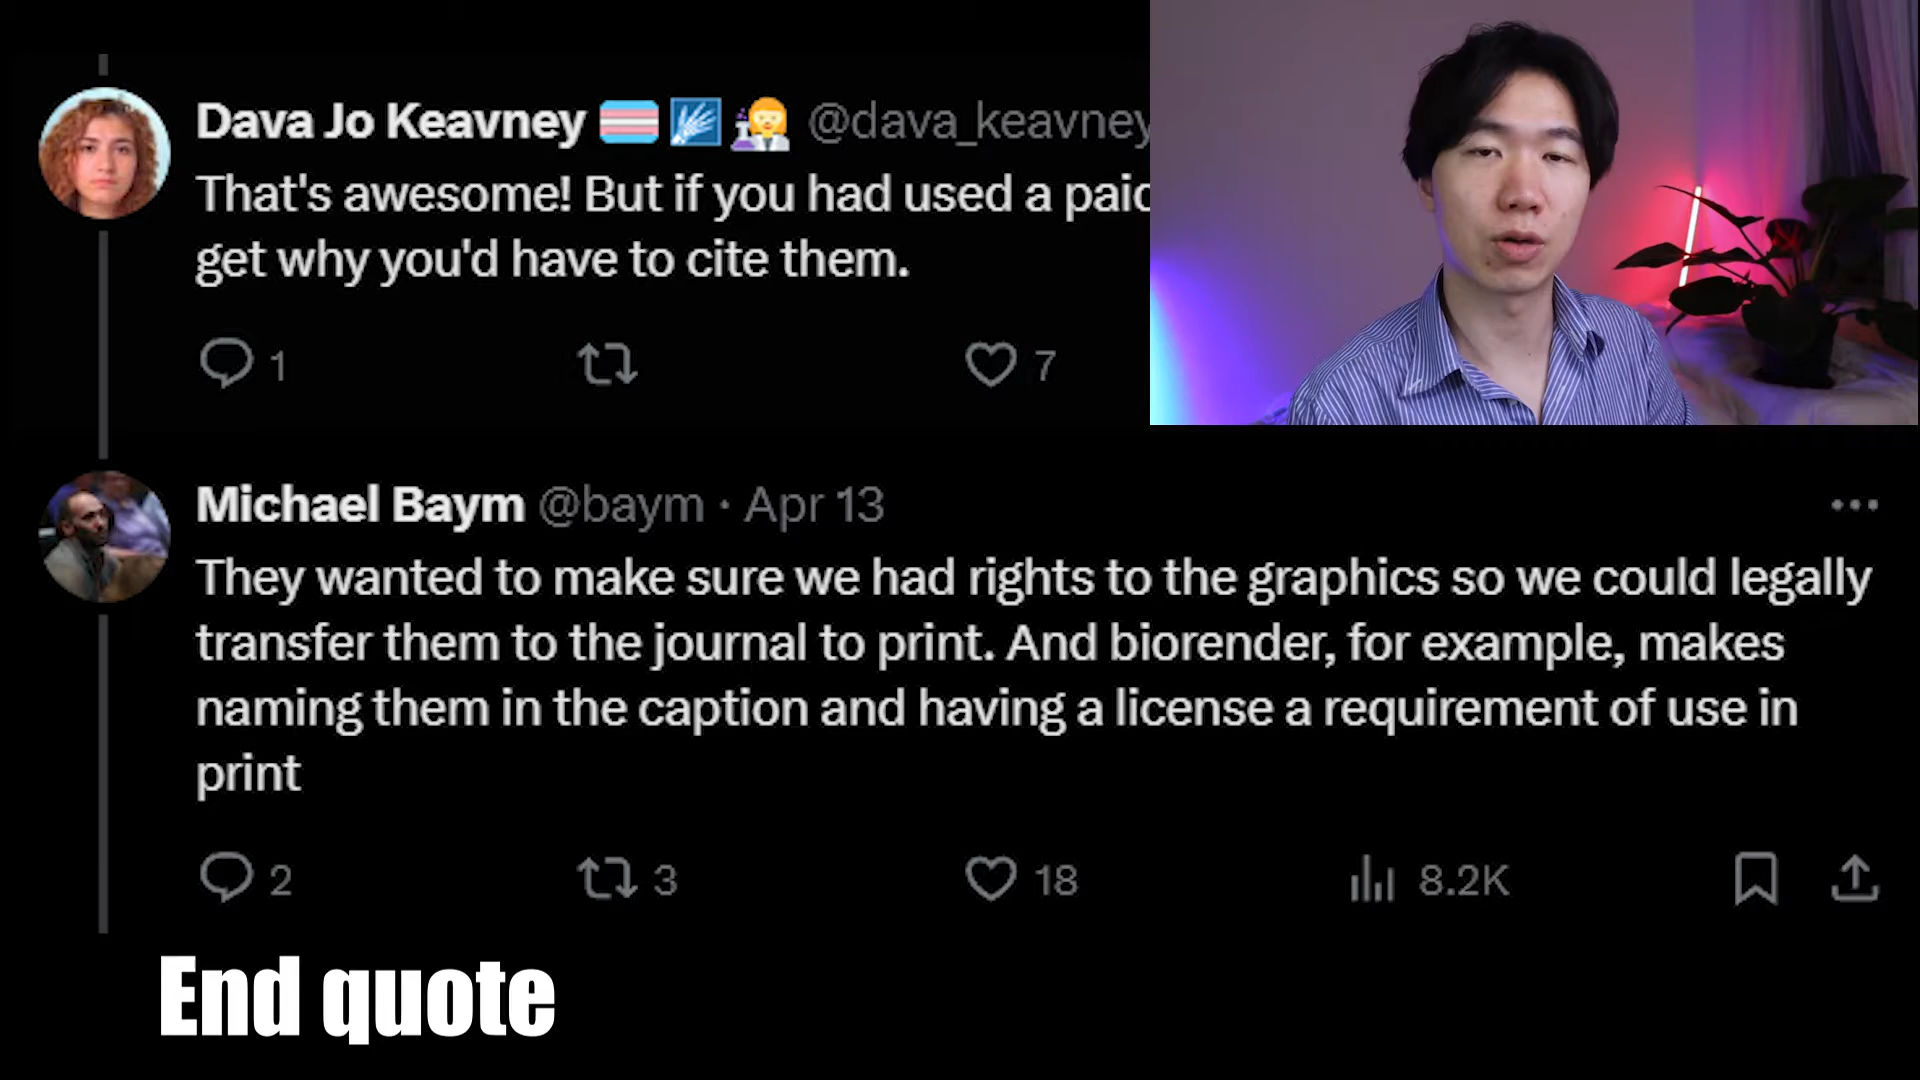 Dava Jo Keavney @dava_keavney
That's awesome! But if you had used a paid
get why you'd have to cite them.
1 7
Michael Baym @baym · Apr 13
They wanted to make sure we had rights to the graphics so we could legally
transfer them to the journal to print. And biorender, for example, makes
naming them in the caption and having a license a requirement of use in
print
2 3 18 8.2K
End quote